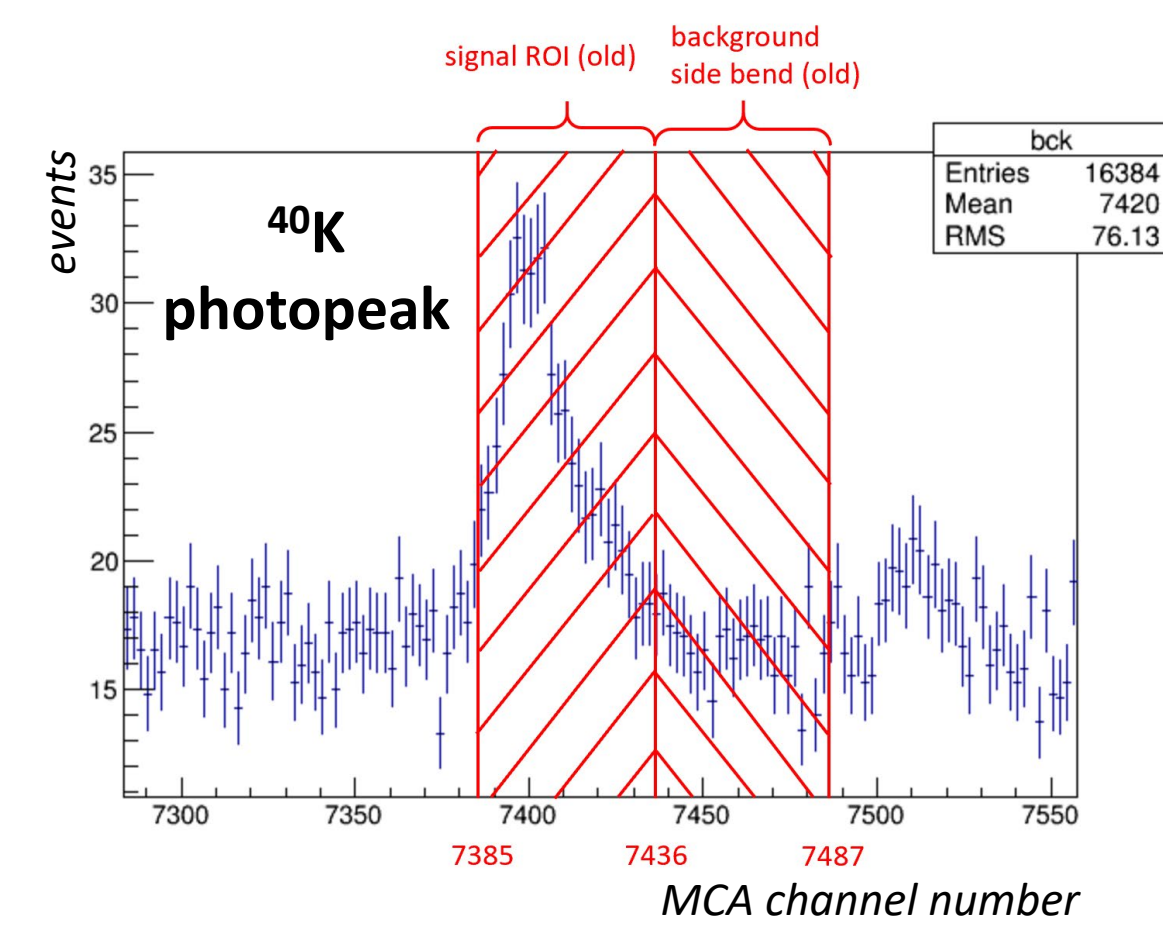 background
signal ROI (old)
side bend (old)
bck
Entries 16384
Mean 7420
RMS 76.13
events
35
30
25
20
15
⁴⁰K
photopeak
7300 7350 7400 7450 7500 7550
7385 7436 7487
MCA channel number